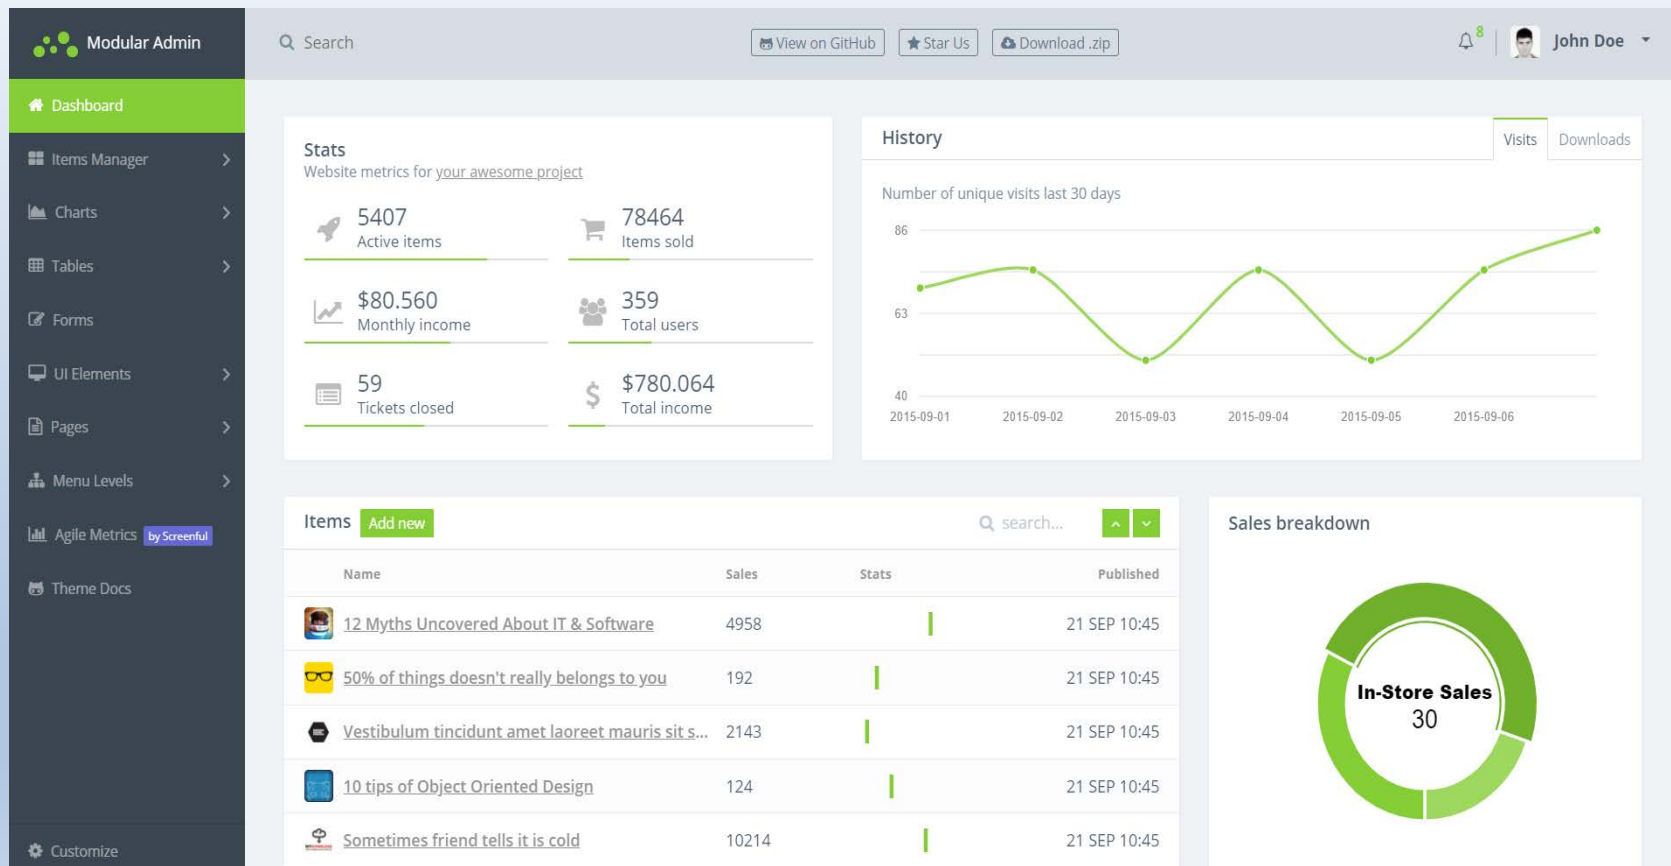 Modular Admin
Search
View on GitHub
Star Us
Download .zip
8
John Doe
Dashboard
Items Manager
Charts
Tables
Forms
UI Elements
Pages
Menu Levels
Agile Metrics by Screenful
Theme Docs
Customize
Stats
Website metrics for your awesome project
5407
Active items
78464
Items sold
$80.560
Monthly income
359
Total users
59
Tickets closed
$780.064
Total income
History
Visits
Downloads
Number of unique visits last 30 days
86
63
40
2015-09-01 2015-09-02 2015-09-03 2015-09-04 2015-09-05 2015-09-06
Items
Add new
search...
Name Sales Stats Published
12 Myths Uncovered About IT & Software 4958 21 SEP 10:45
50% of things doesn't really belongs to you 192 21 SEP 10:45
Vestibulum tincidunt amet laoreet mauris sit s... 2143 21 SEP 10:45
10 tips of Object Oriented Design 124 21 SEP 10:45
Sometimes friend tells it is cold 10214 21 SEP 10:45
Sales breakdown
In-Store Sales
30